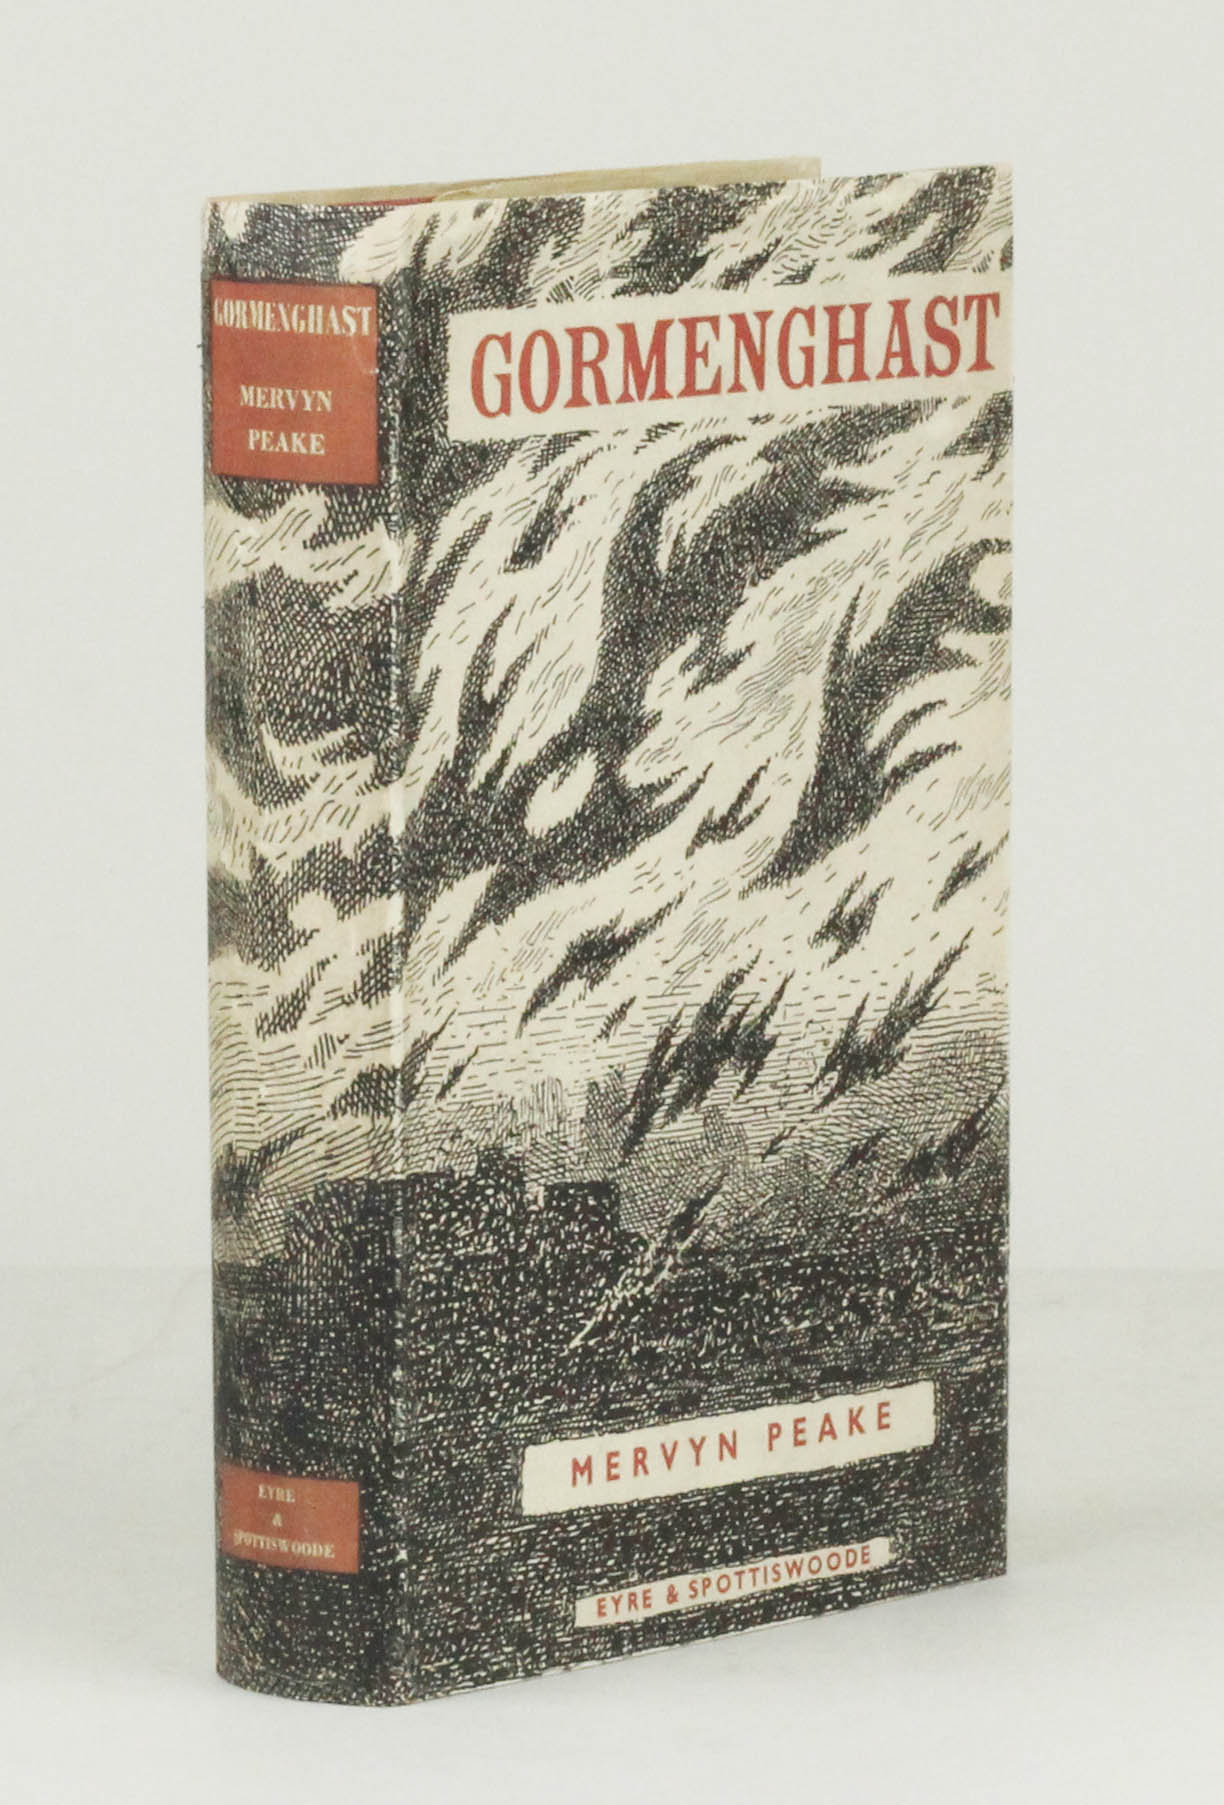 GORMENGHAST
MERVYN
PEAKE
EYRE
&
SPOTTISWOODE
GORMENGHAST
MERVYN PEAKE
EYRE & SPOTTISWOODE